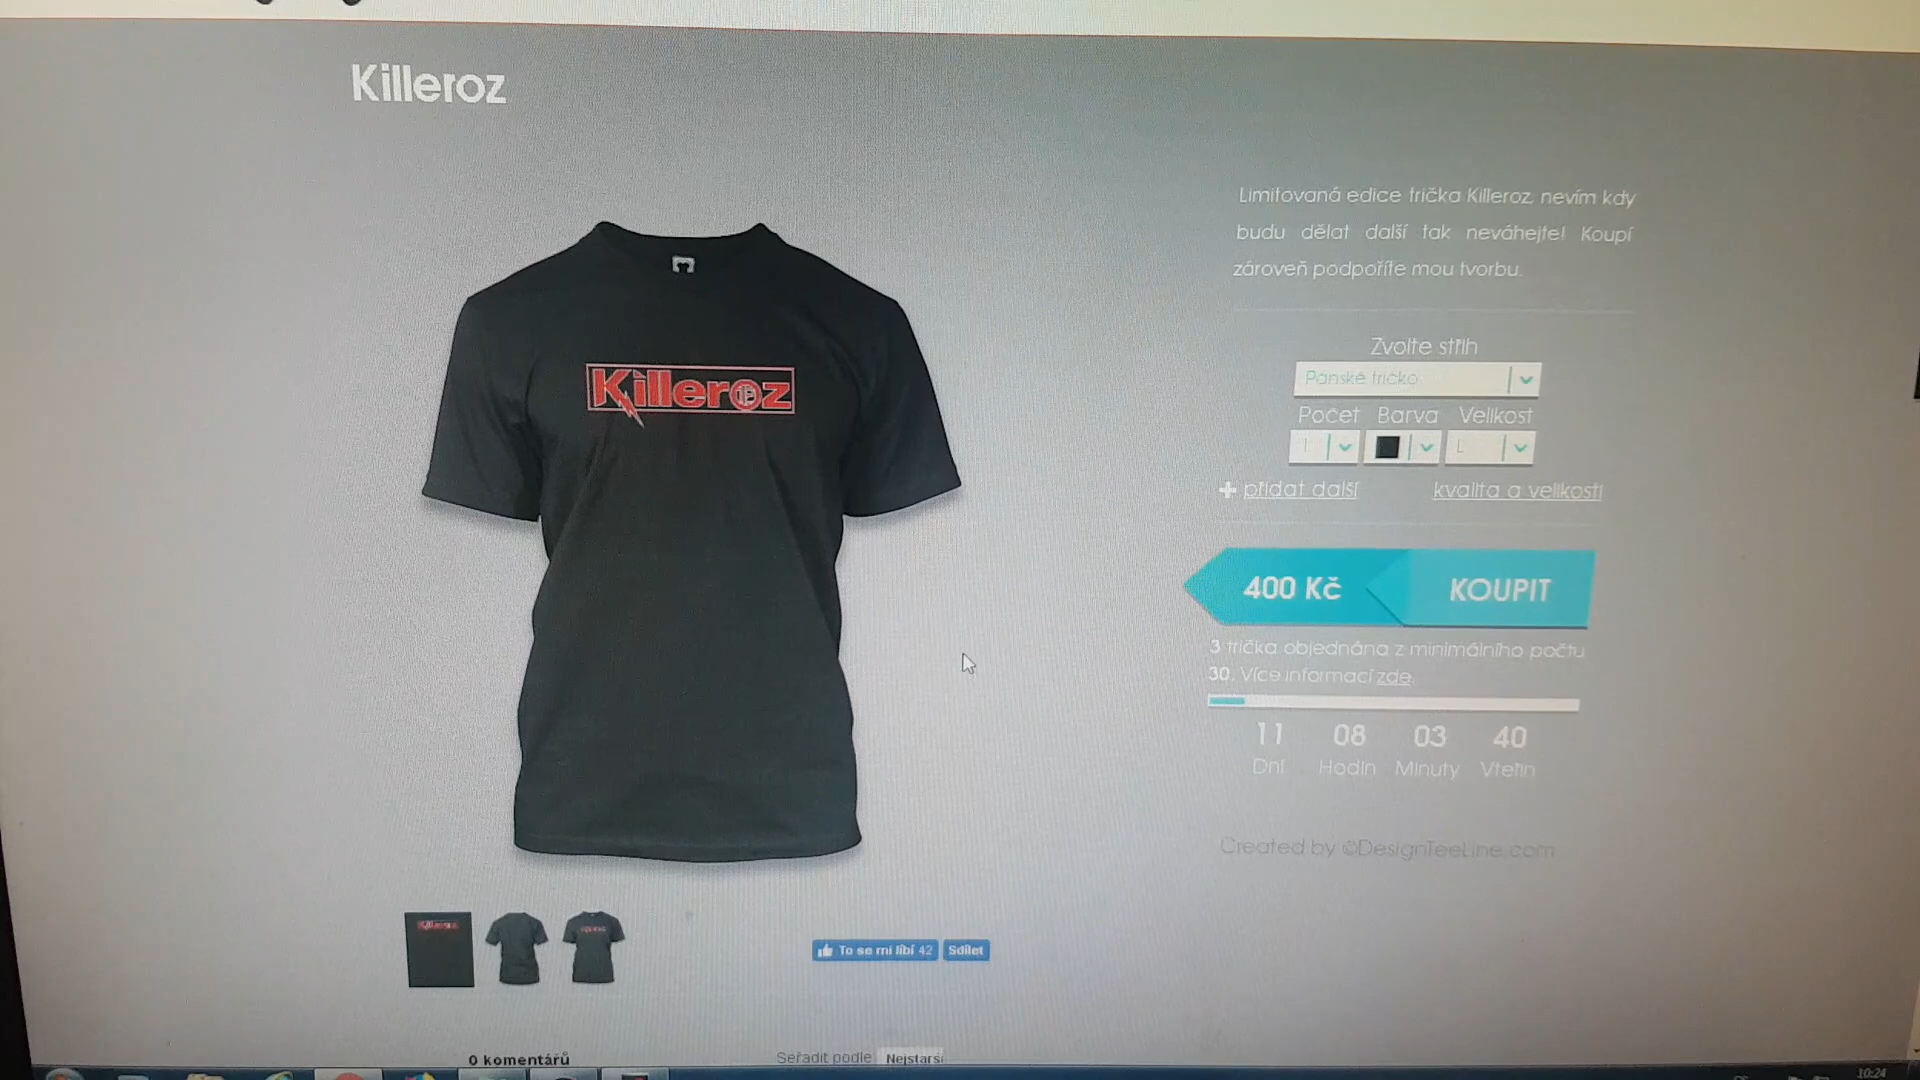 Killeroz
Killeroz
Limitovaná edice trička Killeroz, nevím kdy
budu dělat další tak neváhejte! Koupí
zároveň podpoříte mou tvorbu.
Zvolte střih
Pánské tričko
Počet Barva Velikost
1 L
+ přidat další kvalita a velikosti
400 Kč KOUPIT
3 trička objednána z minimálního počtu
30. Více informací zde.
11 08 03 40
Dní Hodin Minuty Vteřin
Created by ©DesignTeeLine.com
To se mi líbí 42 Sdílet
0 komentářů Seřadit podle Nejstarší
10:24